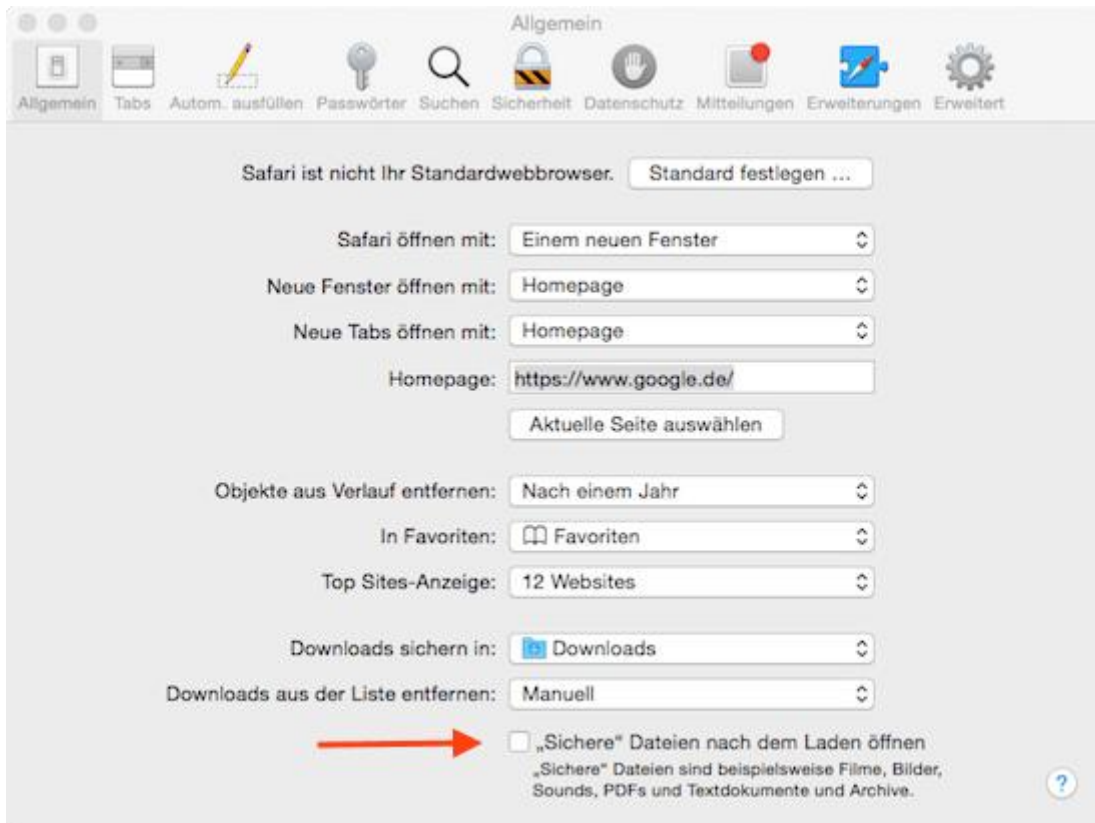 Allgemein
Allgemein Tabs Autom. ausfüllen Passwörter Suchen Sicherheit Datenschutz Mitteilungen Erweiterungen Erweitert
Safari ist nicht Ihr Standardwebbrowser. Standard festlegen ...
Safari öffnen mit: Einem neuen Fenster
Neue Fenster öffnen mit: Homepage
Neue Tabs öffnen mit: Homepage
Homepage: https://www.google.de/
Aktuelle Seite auswählen
Objekte aus Verlauf entfernen: Nach einem Jahr
In Favoriten: Favoriten
Top Sites-Anzeige: 12 Websites
Downloads sichern in: Downloads
Downloads aus der Liste entfernen: Manuell
„Sichere“ Dateien nach dem Laden öffnen
„Sichere“ Dateien sind beispielsweise Filme, Bilder,
Sounds, PDFs und Textdokumente und Archive.
?